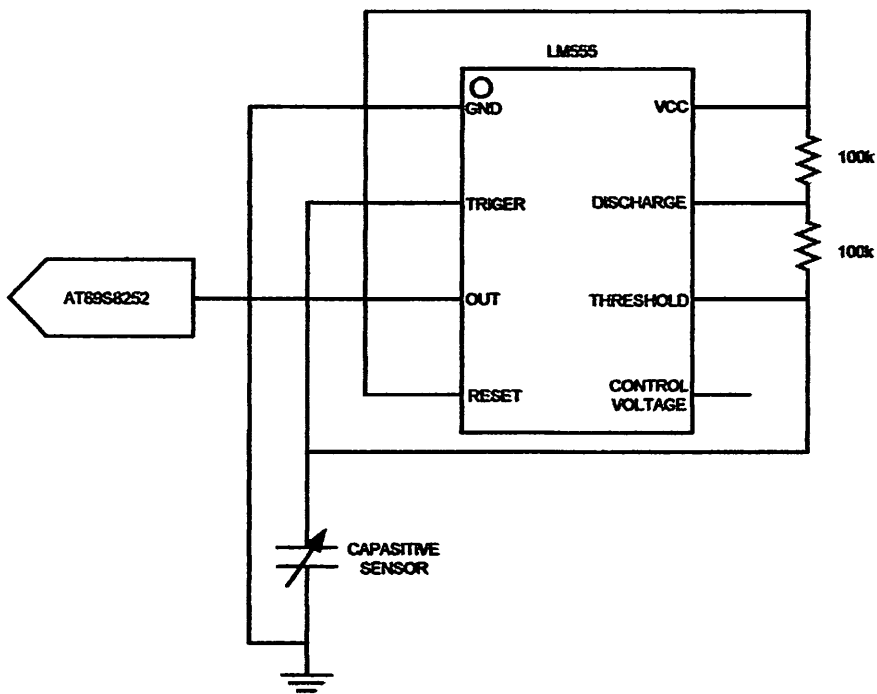 LM555
GND
VCC
100k
TRIGER
DISCHARGE
100k
AT89S8252
OUT
THRESHOLD
RESET
CONTROL
VOLTAGE
CAPASITIVE
SENSOR